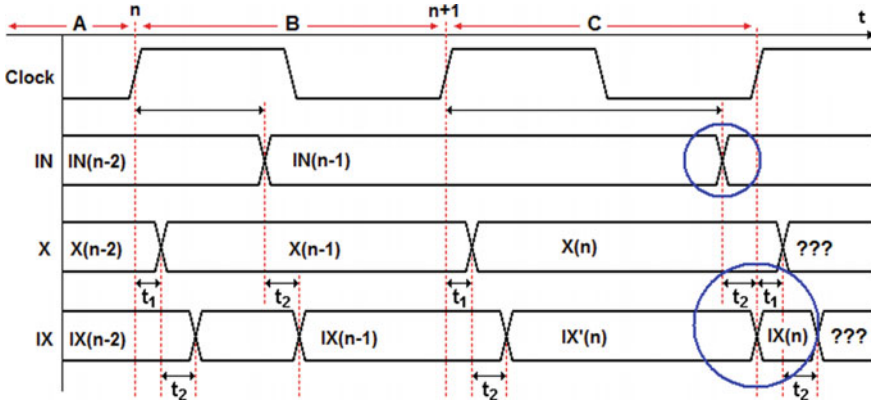 n n+1
A B C t
Clock
IN IN(n-2) IN(n-1)
X X(n-2) X(n-1) X(n) ???
t1 t2 t1 t2 t1
IX IX(n-2) IX(n-1) IX'(n) IX(n) ???
t2 t2 t2